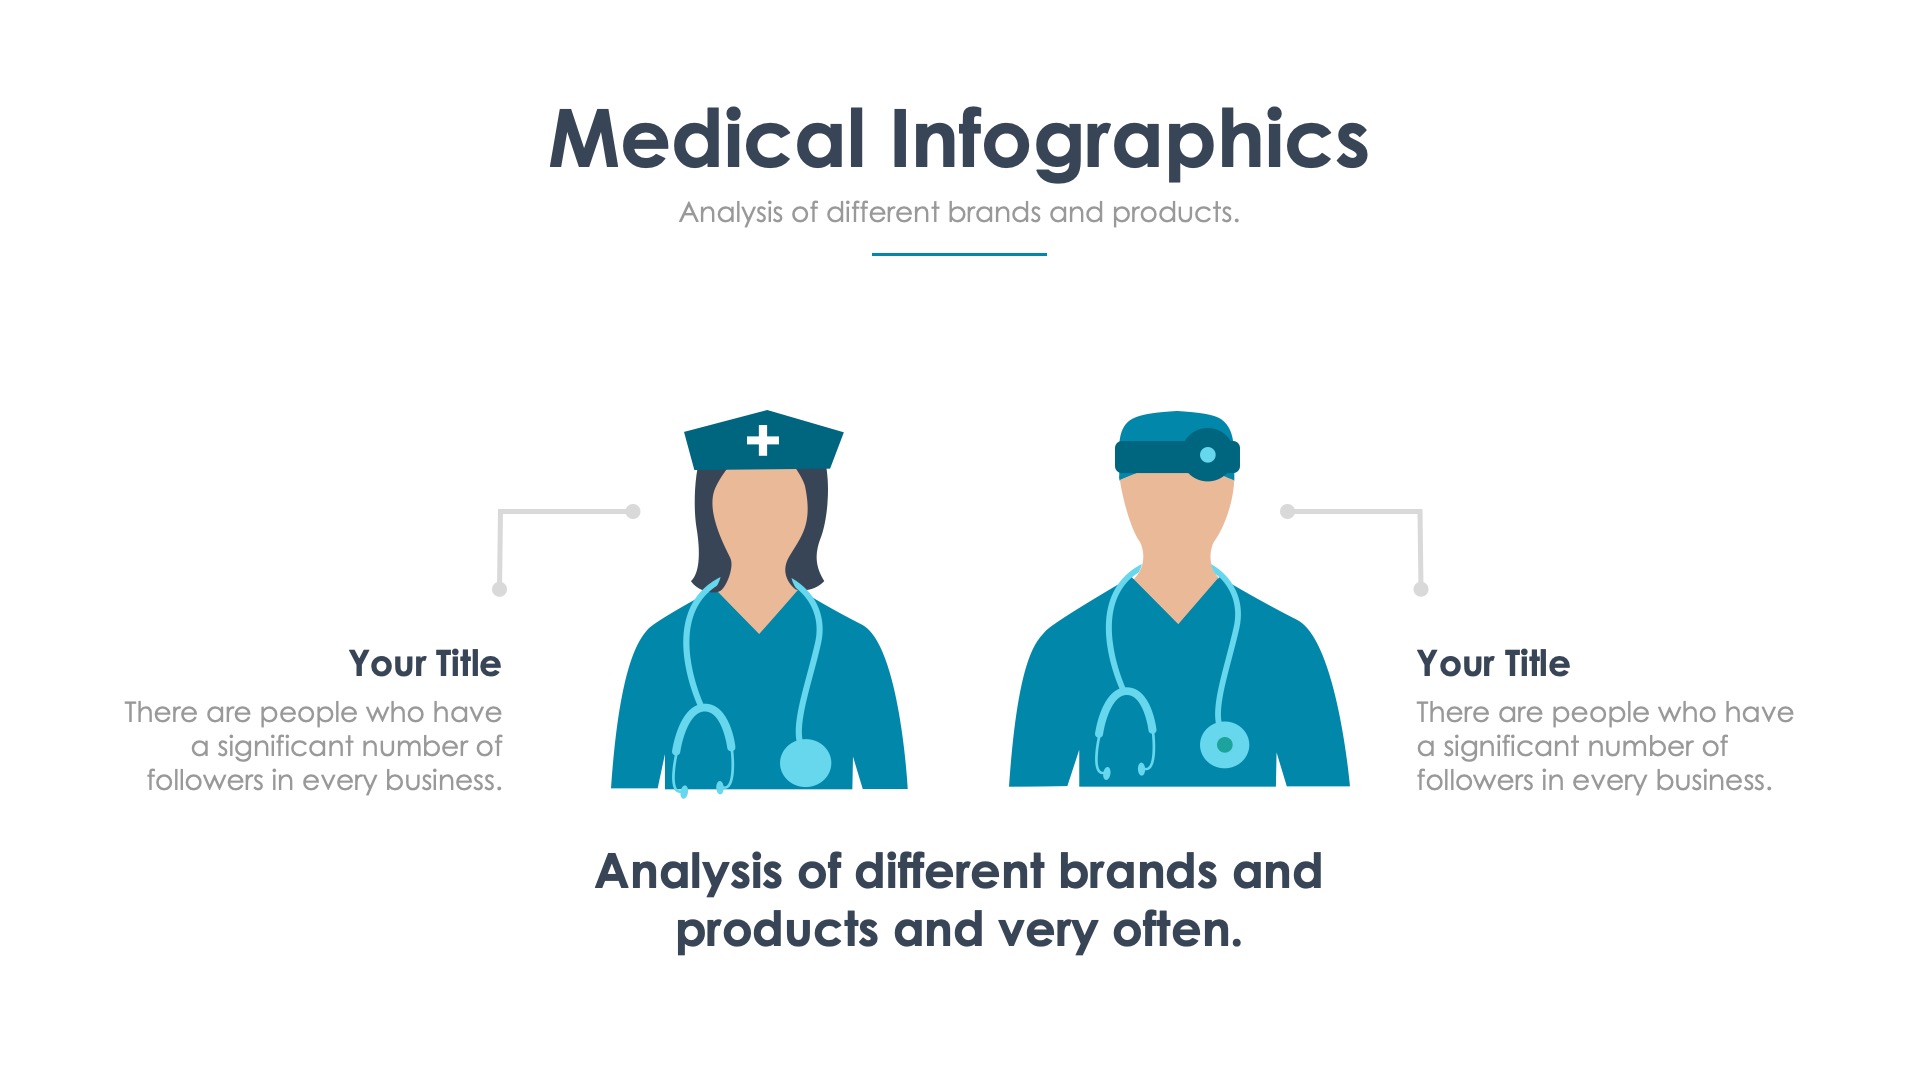 Medical Infographics
Analysis of different brands and products.
Your Title
There are people who have
a significant number of
followers in every business.
Your Title
There are people who have
a significant number of
followers in every business.
Analysis of different brands and
products and very often.